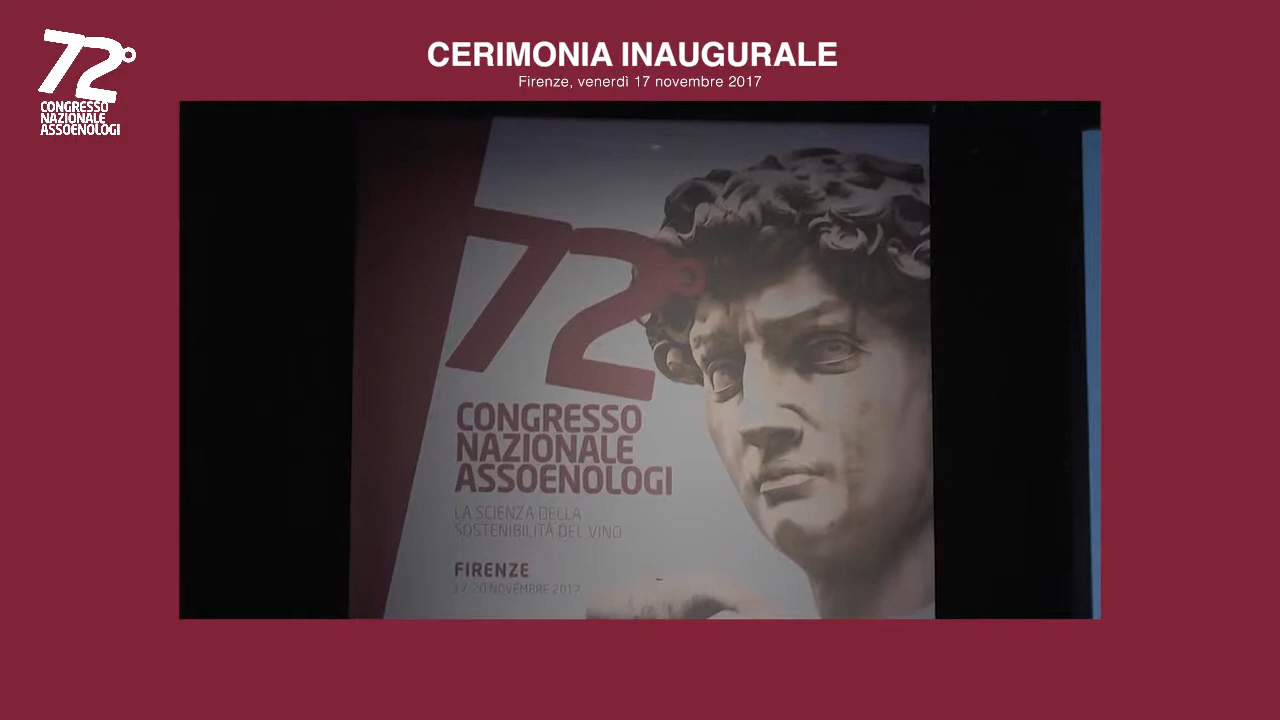 72°
CONGRESSO
NAZIONALE
ASSOENOLOGI
CERIMONIA INAUGURALE
Firenze, venerdì 17 novembre 2017
72°
CONGRESSO
NAZIONALE
ASSOENOLOGI
LA SCIENZA DELLA
SOSTENIBILITÀ DEL VINO
FIRENZE
17-20 NOVEMBRE 2017